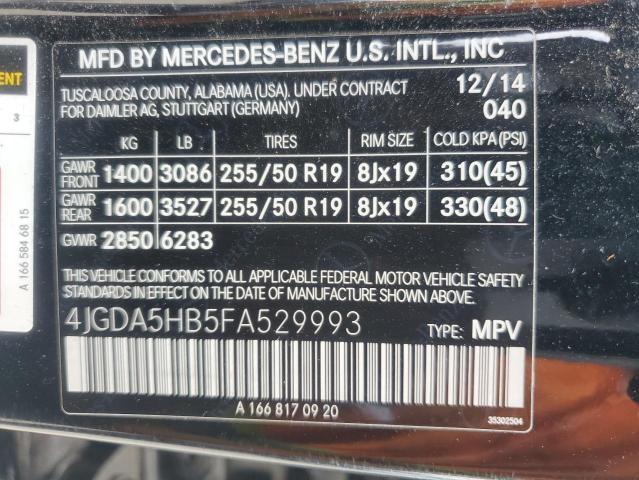 MFD BY MERCEDES-BENZ U.S. INTL., INC
TUSCALOOSA COUNTY, ALABAMA (USA). UNDER CONTRACT 12/14
FOR DAIMLER AG, STUTTGART (GERMANY) 040
KG LB TIRES RIM SIZE COLD KPA(PSI)
GAWR FRONT 1400 3086 255/50 R19 8Jx19 310(45)
GAWR REAR 1600 3527 255/50 R19 8Jx19 330(48)
GVWR 2850 6283
THIS VEHICLE CONFORMS TO ALL APPLICABLE FEDERAL MOTOR VEHICLE SAFETY
STANDARDS IN EFFECT ON THE DATE OF MANUFACTURE SHOWN ABOVE.
4JGDA5HB5FA529993 TYPE: MPV
A 166 817 09 20
35302504
A 166 584 68 15
3